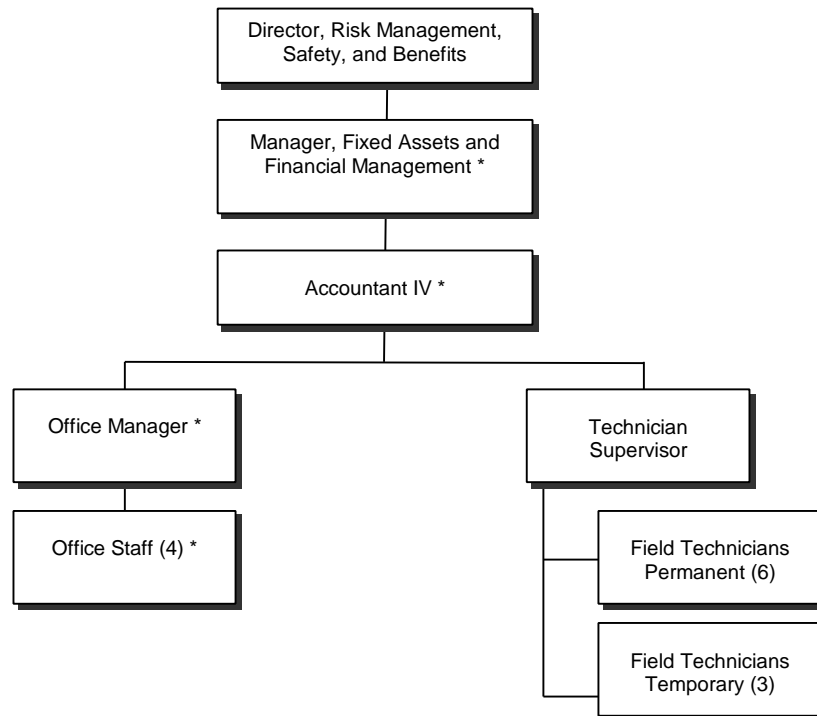 Director, Risk Management,
Safety, and Benefits
Manager, Fixed Assets and
Financial Management *
Accountant IV *
Office Manager *
Technician
Supervisor
Office Staff (4) *
Field Technicians
Permanent (6)
Field Technicians
Temporary (3)